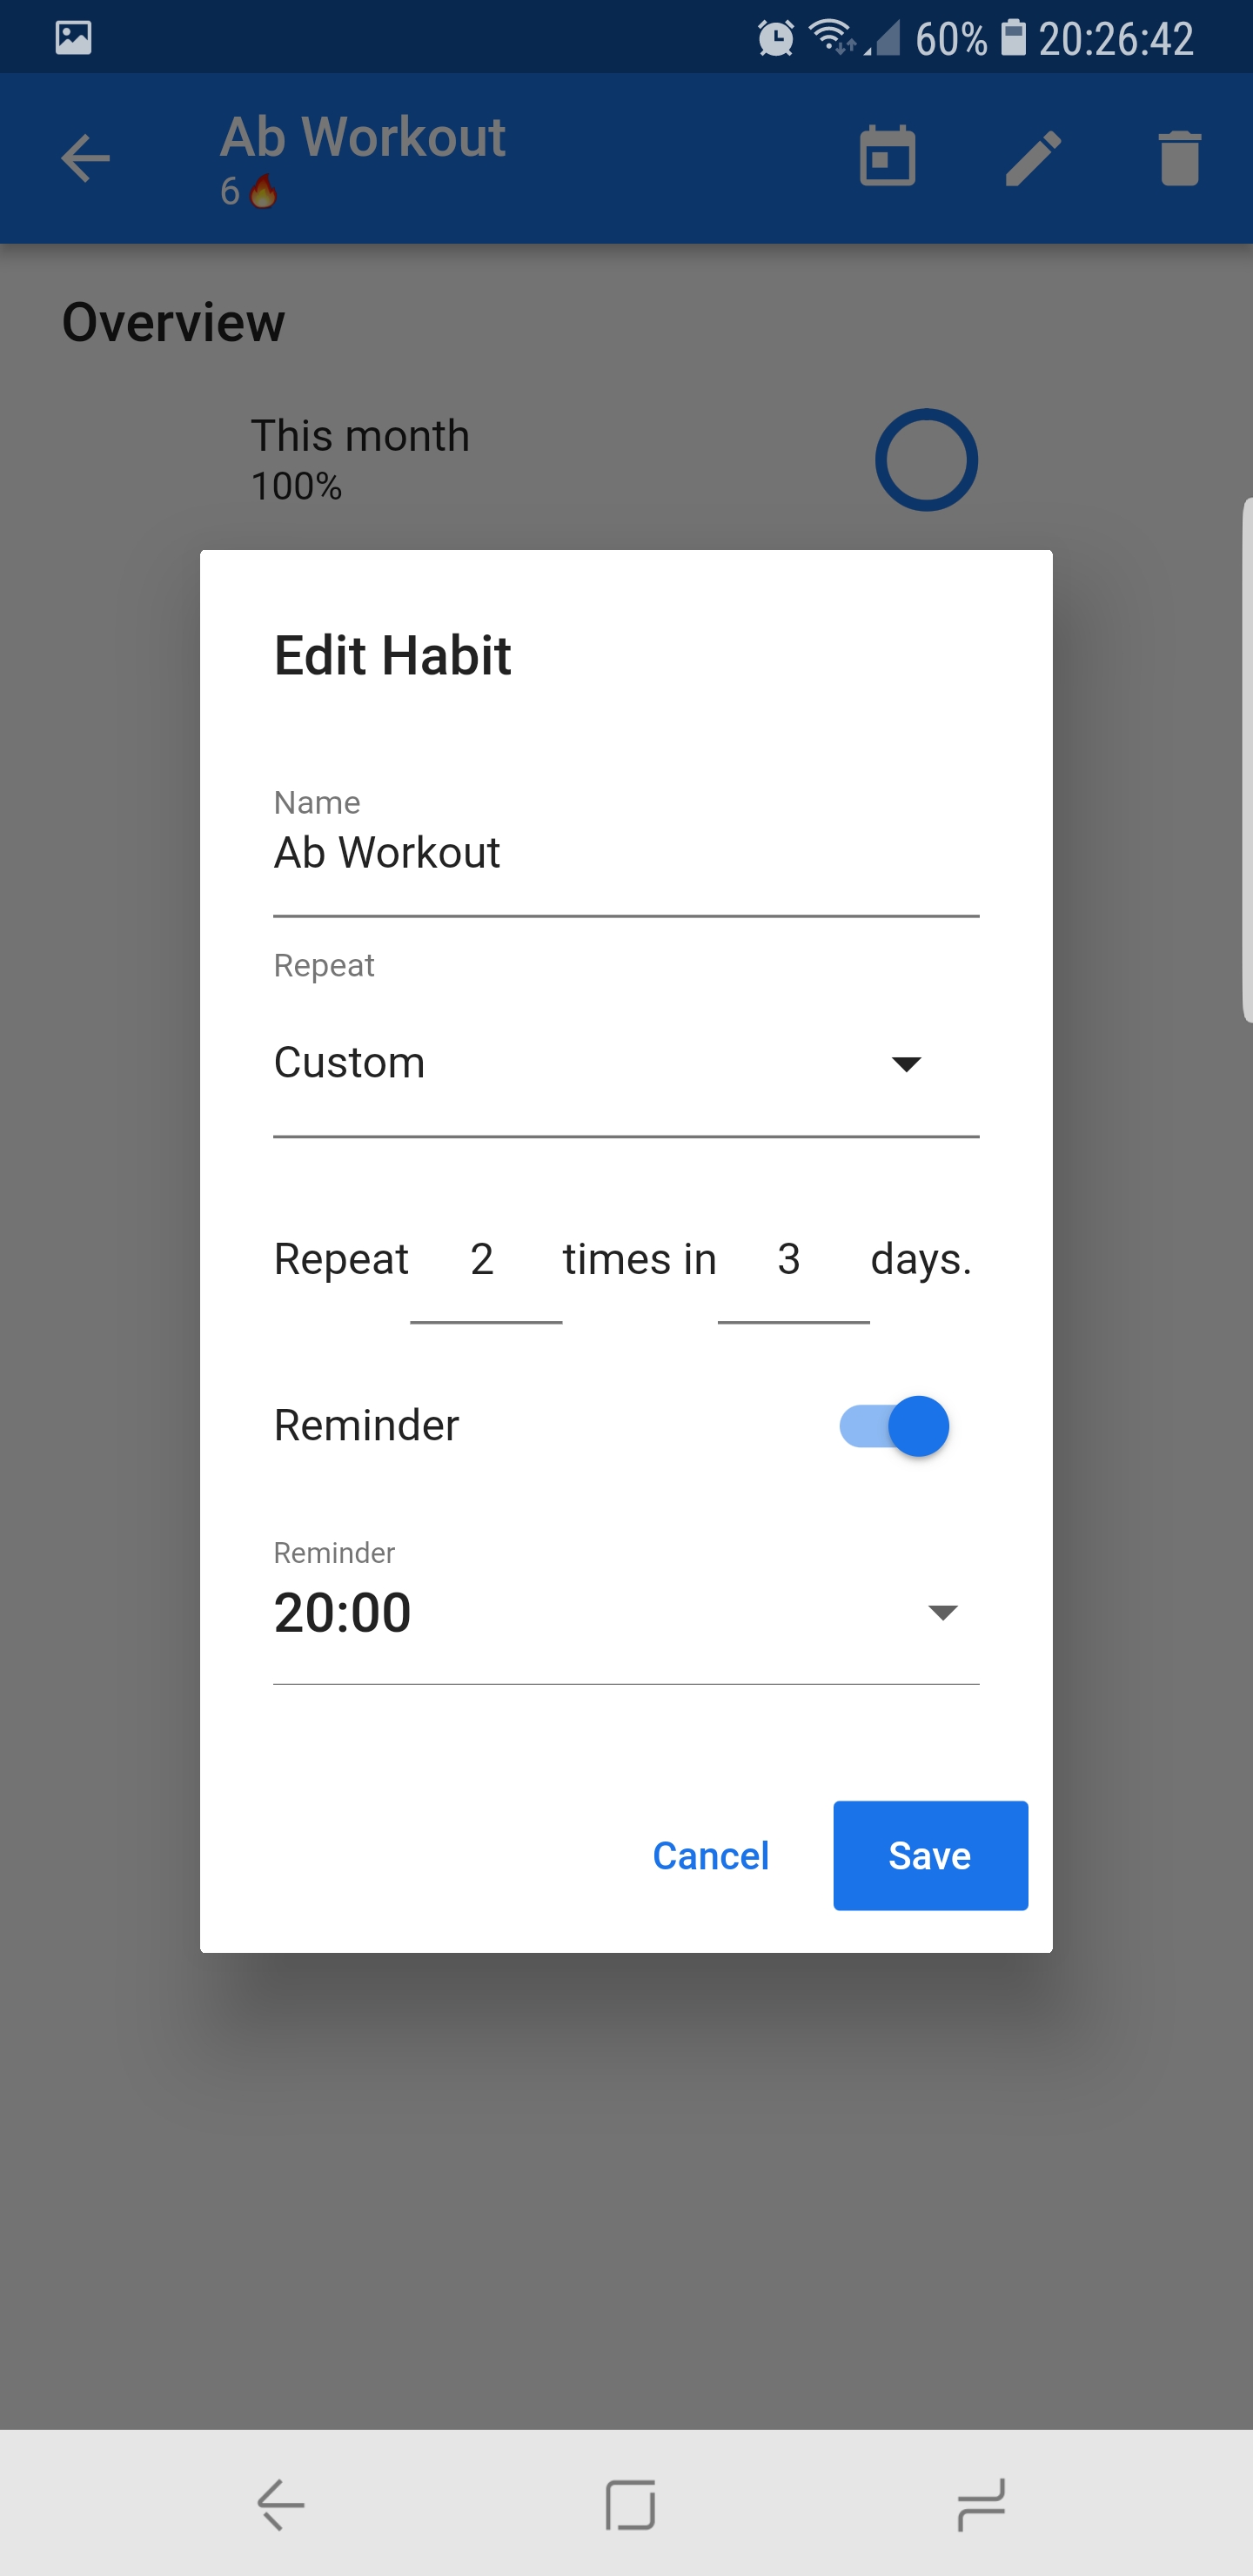 60% 20:26:42
Ab Workout
6🔥
Overview
This month
100%
Edit Habit
Name
Ab Workout
Repeat
Custom
Repeat 2 times in 3 days.
Reminder
Reminder
20:00
Cancel Save